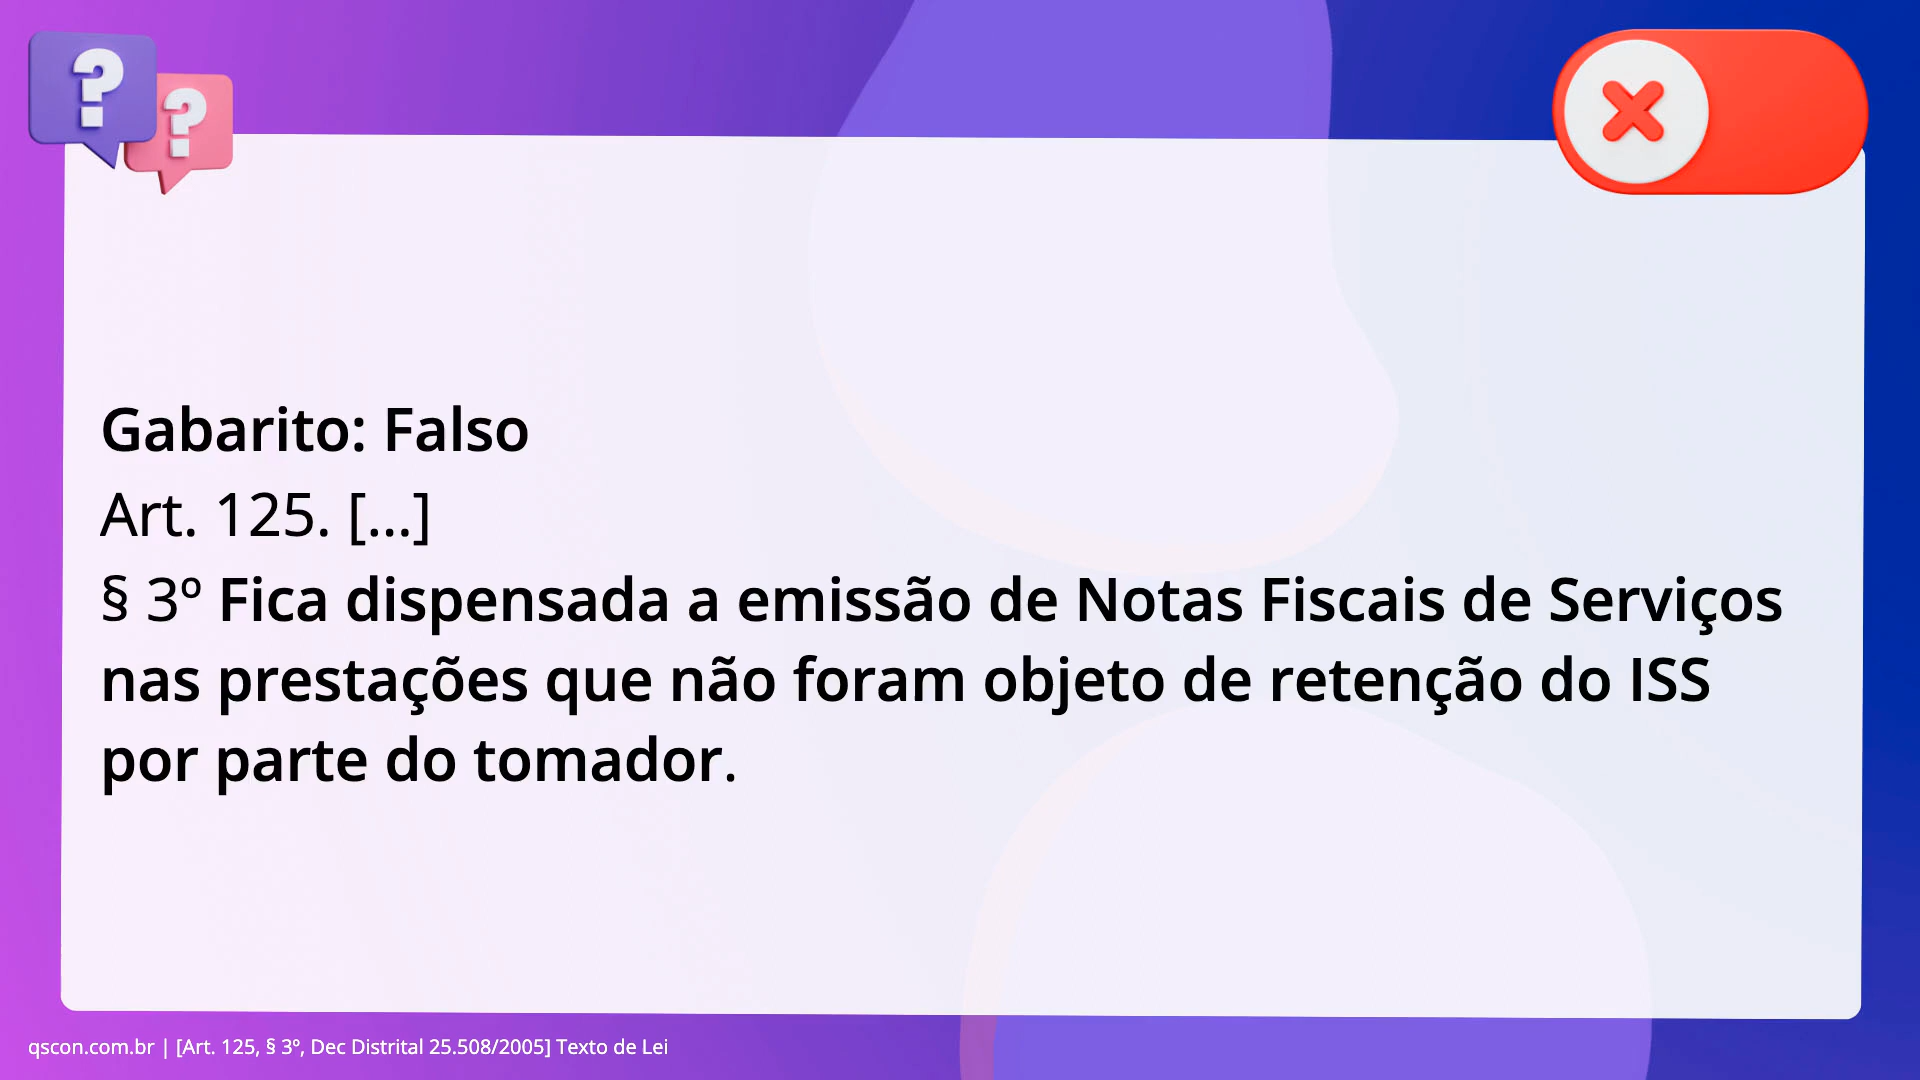 Gabarito: Falso
Art. 125. [...]
§ 3º Fica dispensada a emissão de Notas Fiscais de Serviços
nas prestações que não foram objeto de retenção do ISS
por parte do tomador.
qscon.com.br | [Art. 125, § 3º, Dec Distrital 25.508/2005] Texto de Lei